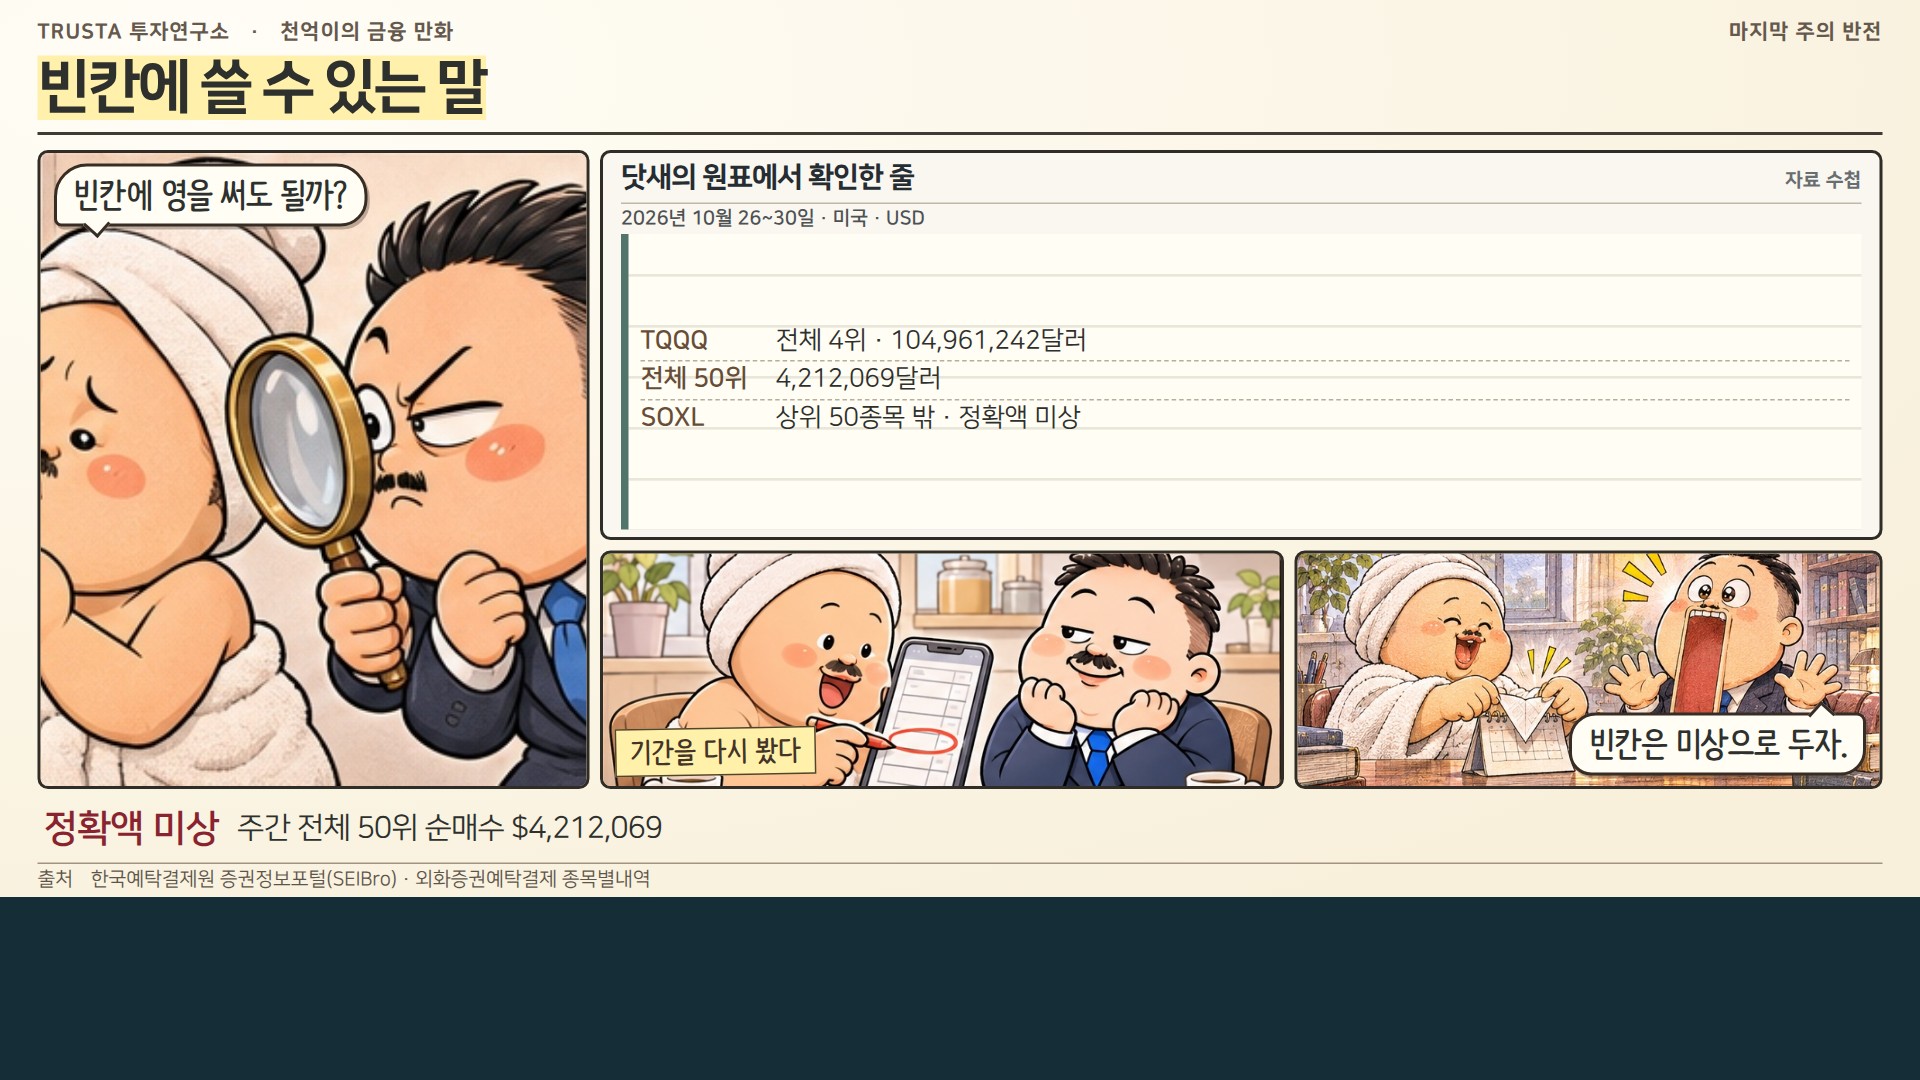 TRUSTA 투자연구소 · 천억이의 금융 만화
마지막 주의 반전
빈칸에 쓸 수 있는 말
빈칸에 영을 써도 될까?
닷새의 원표에서 확인한 줄
자료 수첩
2026년 10월 26~30일 · 미국 · USD
TQQQ 전체 4위 · 104,961,242달러
전체 50위 4,212,069달러
SOXL 상위 50종목 밖 · 정확액 미상
기간을 다시 봤다
빈칸은 미상으로 두자.
정확액 미상 주간 전체 50위 순매수 $4,212,069
출처 한국예탁결제원 증권정보포털(SEIBro) · 외화증권예탁결제 종목별내역